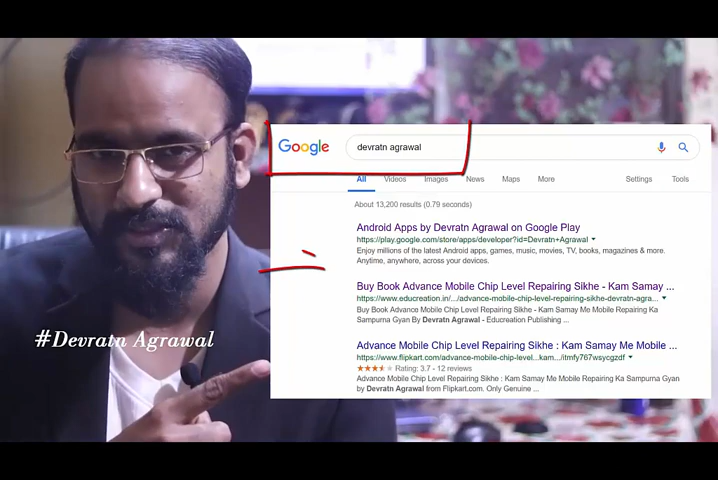 Google
devratn agrawal
All Videos Images News Maps More Settings Tools
About 13,200 results (0.79 seconds)
Android Apps by Devratn Agrawal on Google Play
https://play.google.com/store/apps/developer?id=Devratn+Agrawal
Enjoy millions of the latest Android apps, games, music, movies, TV, books, magazines & more.
Anytime, anywhere, across your devices.
Buy Book Advance Mobile Chip Level Repairing Sikhe - Kam Samay ...
https://www.educreation.in/.../advance-mobile-chip-level-repairing-sikhe-devratn-agra...
Buy Book Advance Mobile Chip Level Repairing Sikhe : Kam Samay Me Mobile Repairing Ka
Sampurna Gyan By Devratn Agrawal - Educreation Publishing ...
Advance Mobile Chip Level Repairing Sikhe : Kam Samay Me Mobile ...
https://www.flipkart.com/advance-mobile-chip-level...kam.../itmfy767wsycgzdf
Rating: 3.7 - 12 reviews
Advance Mobile Chip Level Repairing Sikhe : Kam Samay Me Mobile Repairing Ka Sampurna Gyan
by Devratn Agrawal from Flipkart.com. Only Genuine ...
#Devratn Agrawal